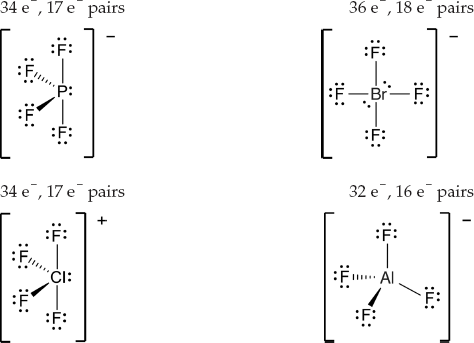 34 e⁻, 17 e⁻ pairs 36 e⁻, 18 e⁻ pairs
F − F −
F
P F Br F
F
F F
34 e⁻, 17 e⁻ pairs 32 e⁻, 16 e⁻ pairs
F + F −
F
Cl F Al
F F
F F